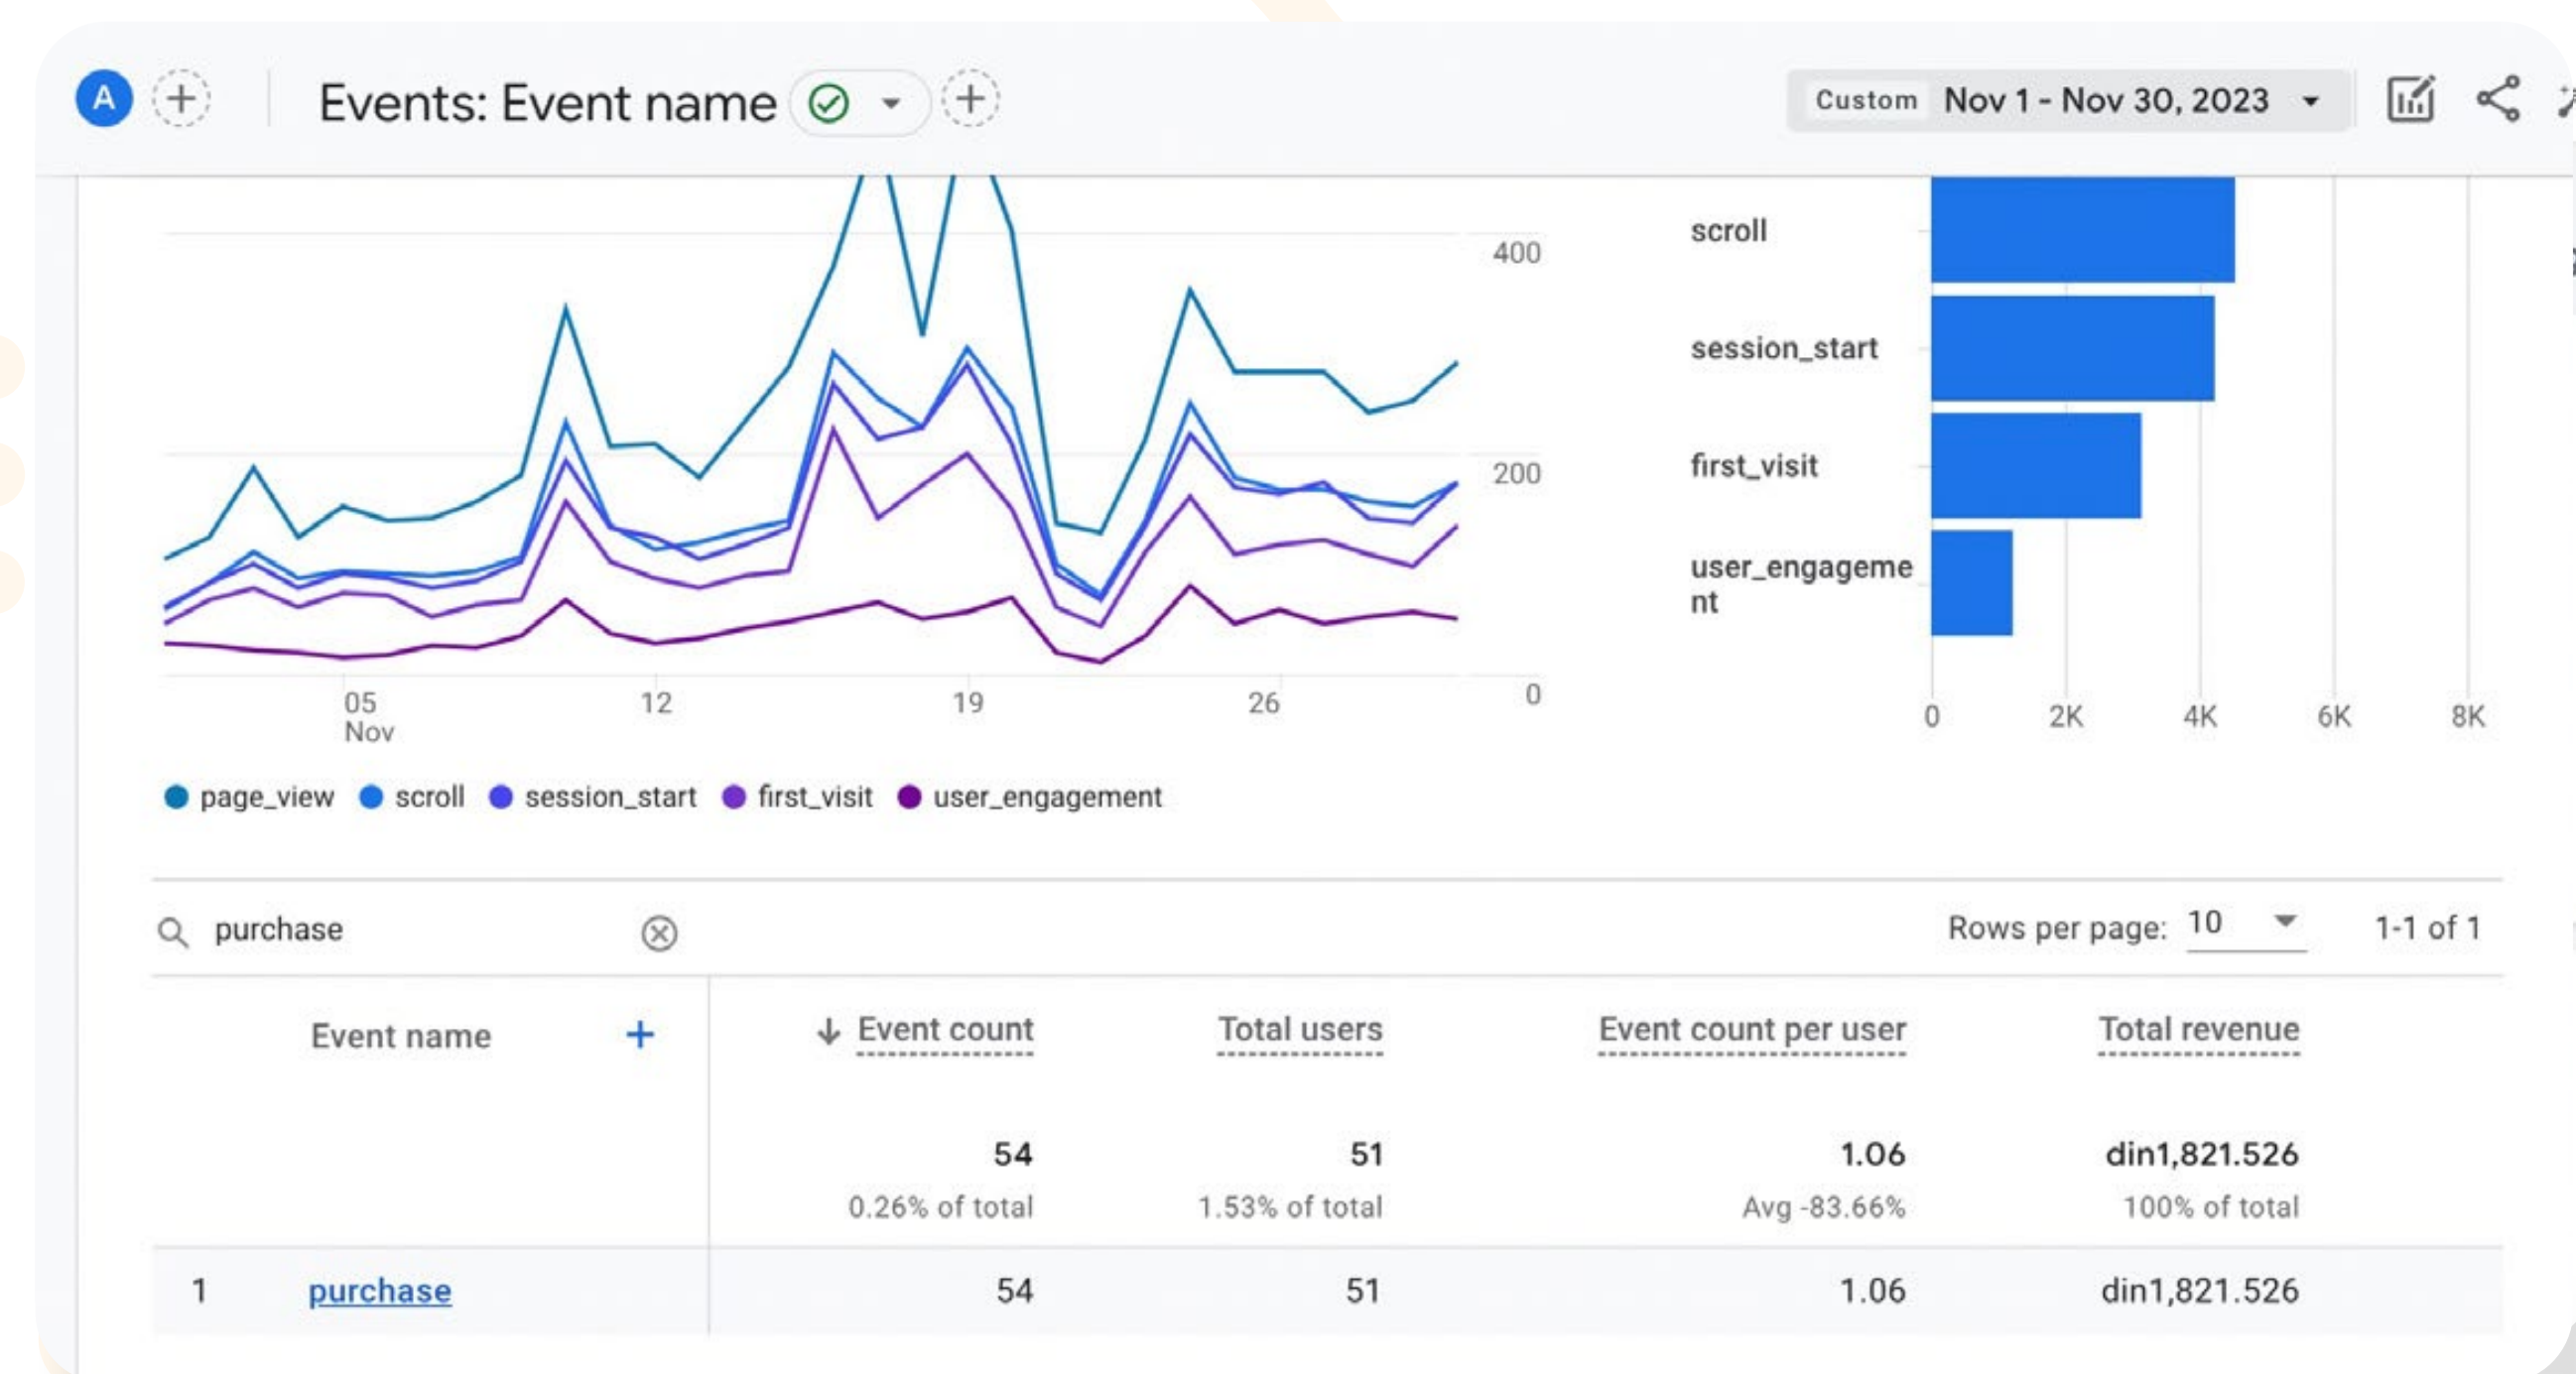 A
Events: Event name
Custom Nov 1 - Nov 30, 2023
400
200
0
05
Nov
12
19
26
page_view scroll session_start first_visit user_engagement
scroll
session_start
first_visit
user_engageme
nt
0 2K 4K 6K 8K
purchase
Rows per page: 10 1-1 of 1
Event name Event count Total users Event count per user Total revenue
54 51 1.06 din1,821.526
0.26% of total 1.53% of total Avg -83.66% 100% of total
1 purchase 54 51 1.06 din1,821.526